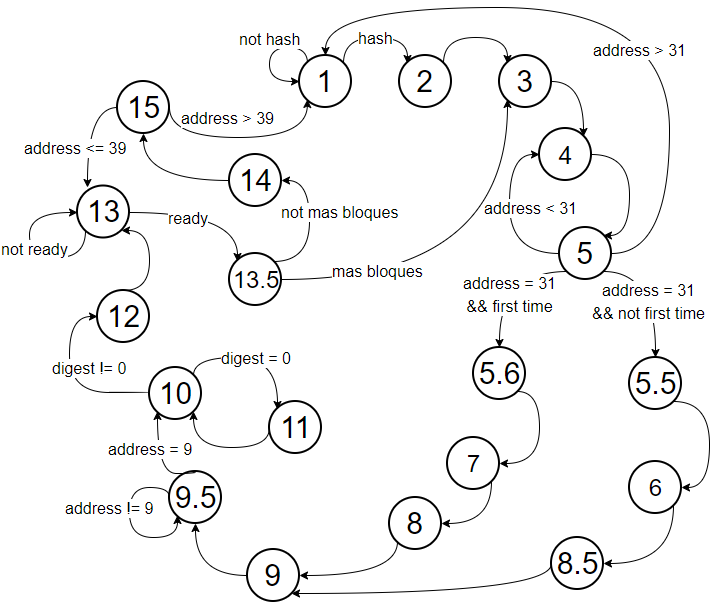 not hash
hash
address > 31
1
2
3
15
address > 39
address <= 39
4
14
13
not mas bloques
address < 31
ready
not ready
5
13.5
mas bloques
address = 31
&& first time
address = 31
&& not first time
12
digest = 0
digest != 0
5.6
5.5
10
11
address = 9
7
6
9.5
address != 9
8
8.5
9